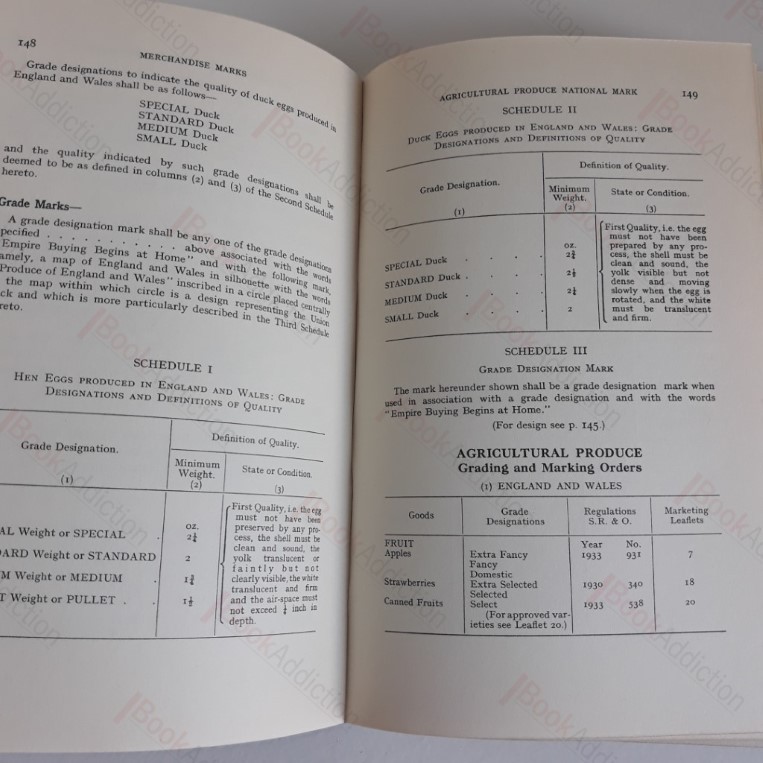 148
MERCHANDISE MARKS
Grade designations to indicate the quality of duck eggs produced in
England and Wales shall be as follows—
SPECIAL Duck
STANDARD Duck
MEDIUM Duck
SMALL Duck
and the quality indicated by such grade designations shall be
deemed to be as defined in columns (2) and (3) of the Second Schedule
hereto.
Grade Marks—
A grade designation mark shall be any one of the grade designations
pecified . . . . . . . . . . above associated with the words
Empire Buying Begins at Home" and with the following mark,
amely, a map of England and Wales in silhouette with the words
Produce of England and Wales" inscribed in a circle placed centrally
the map within which circle is a design representing the Union
ck and which is more particularly described in the Third Schedule
reto.
SCHEDULE I
HEN EGGS PRODUCED IN ENGLAND AND WALES: GRADE
DESIGNATIONS AND DEFINITIONS OF QUALITY
Grade Designation.
(1)
Definition of Quality.
Minimum
Weight.
(2)
State or Condition.
(3)
AL Weight or SPECIAL .
ARD Weight or STANDARD
M Weight or MEDIUM .
T Weight or PULLET . .
oz.
2¼
2
1¾
1½
First Quality, i.e. the egg
must not have been
preserved by any pro-
cess, the shell must be
clean and sound, the
yolk translucent or
faintly but not
clearly visible, the white
translucent and firm
and the air-space must
not exceed ¼ inch in
depth.
AGRICULTURAL PRODUCE NATIONAL MARK 149
SCHEDULE II
DUCK EGGS PRODUCED IN ENGLAND AND WALES: GRADE
DESIGNATIONS AND DEFINITIONS OF QUALITY
Grade Designation.
(1)
Definition of Quality.
Minimum
Weight.
(2)
State or Condition.
(3)
SPECIAL Duck . . . .
STANDARD Duck . . . .
MEDIUM Duck . . . .
SMALL Duck . . . .
oz.
2¾
2½
2¼
2
First Quality, i.e. the egg
must not have been
prepared by any pro-
cess, the shell must be
clean and sound, the
yolk visible but not
dense and moving
slowly when the egg is
rotated, and the white
must be translucent
and firm.
SCHEDULE III
GRADE DESIGNATION MARK
The mark hereunder shown shall be a grade designation mark when
used in association with a grade designation and with the words
"Empire Buying Begins at Home."
(For design see p. 145.)
AGRICULTURAL PRODUCE
Grading and Marking Orders
(1) ENGLAND AND WALES
Goods
Grade
Designations
Regulations
S.R. & O.
Marketing
Leaflets
FRUIT Year No.
Apples Extra Fancy 1933 931 7
Fancy
Domestic
Strawberries Extra Selected 1930 340 18
Selected
Canned Fruits Select 1933 338 20
(For approved var-
ieties see Leaflet 20.)
BookAddiction